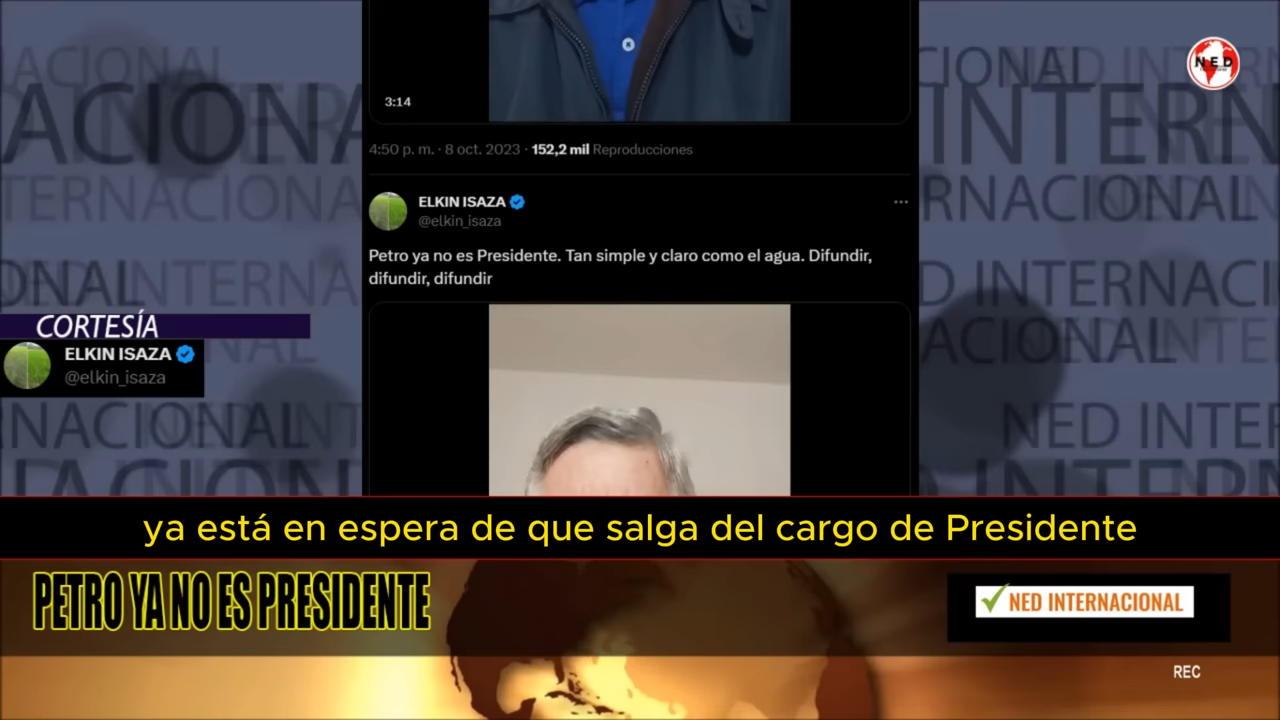 3:14
4:50 p. m. · 8 oct. 2023 · 152,2 mil Reproducciones
ELKIN ISAZA
@elkin_isaza
Petro ya no es Presidente. Tan simple y claro como el agua. Difundir,
difundir, difundir
NED
CORTESÍA
ELKIN ISAZA
@elkin_isaza
ya está en espera de que salga del cargo de Presidente
PETRO YA NO ES PRESIDENTE
NED INTERNACIONAL
REC